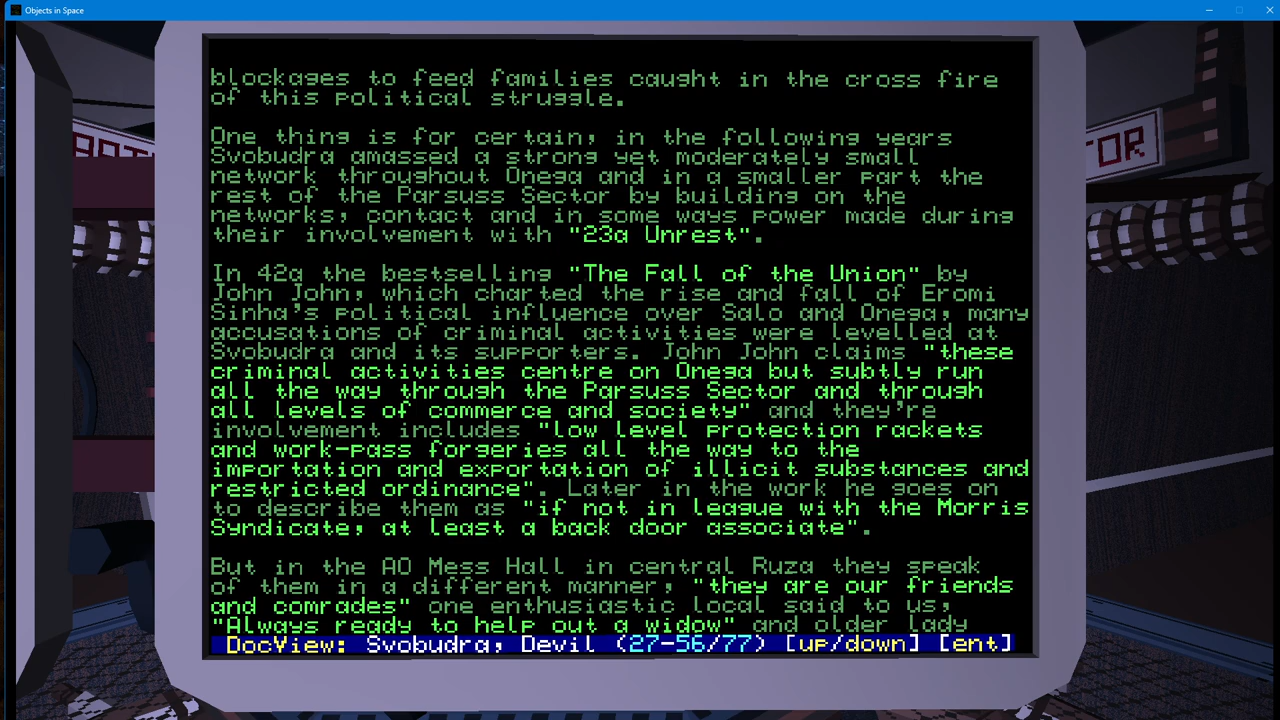 Objects in Space
blockages to feed families caught in the cross fire
of this political struggle.
One thing is for certain, in the following years
Svobudra amassed a strong yet moderately small
network throughout Onega and in a smaller part the
rest of the Parsuss Sector by building on the
networks, contact and in some ways power made during
their involvement with "23a Unrest".
In 42a the bestselling "The Fall of the Union" by
John John, which charted the rise and fall of Eromi
Sinha's political influence over Salo and Onega, many
accusations of criminal activities were levelled at
Svobudra and its supporters. John John claims "these
criminal activities centre on Onega but subtly run
all the way through the Parsuss Sector and through
all levels of commerce and society" and they're
involvement includes "low level protection rackets
and work-pass forgeries all the way to the
importation and exportation of illicit substances and
restricted ordinance". Later in the work he goes on
to describe them as "if not in league with the Morris
Syndicate, at least a back door associate".
But in the AO Mess Hall in central Ruza they speak
of them in a different manner, "they are our friends
and comrades" one enthusiastic local said to us,
"Always ready to help out a widow" and older lady
DocView: Svobudra, Devil (27-56/77) [up/down] [ent]
TOR